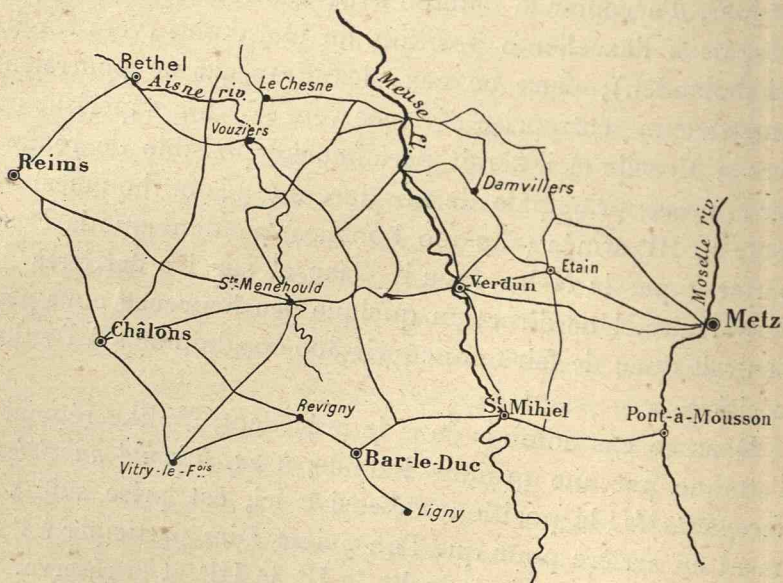 Rethel
Aisne riv.
Le Chesne
Meuse fl.
Vouziers
Reims
Damvillers
Moselle riv.
Etain
Ste Menehould
Verdun
Metz
Châlons
St Mihiel
Revigny
Pont-à-Mousson
Bar-le-Duc
Vitry-le-Fois
Ligny